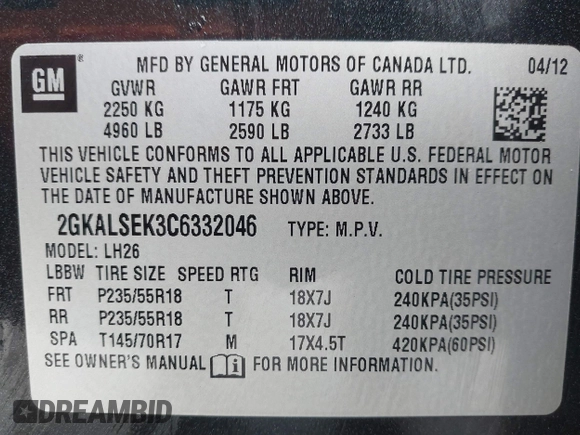 GM ® MFD BY GENERAL MOTORS OF CANADA LTD. 04/12
GVWR GAWR FRT GAWR RR
2250 KG 1175 KG 1240 KG
4960 LB 2590 LB 2733 LB
THIS VEHICLE CONFORMS TO ALL APPLICABLE U.S. FEDERAL MOTOR
VEHICLE SAFETY AND THEFT PREVENTION STANDARDS IN EFFECT ON
THE DATE OF MANUFACTURE SHOWN ABOVE.
2GKALSEK3C6332046 TYPE: M.P.V.
MODEL: LH26
LBBW TIRE SIZE SPEED RTG RIM COLD TIRE PRESSURE
FRT P235/55R18 T 18X7J 240KPA(35PSI)
RR P235/55R18 T 18X7J 240KPA(35PSI)
SPA T145/70R17 M 17X4.5T 420KPA(60PSI)
SEE OWNER'S MANUAL FOR MORE INFORMATION.
DREAMBID